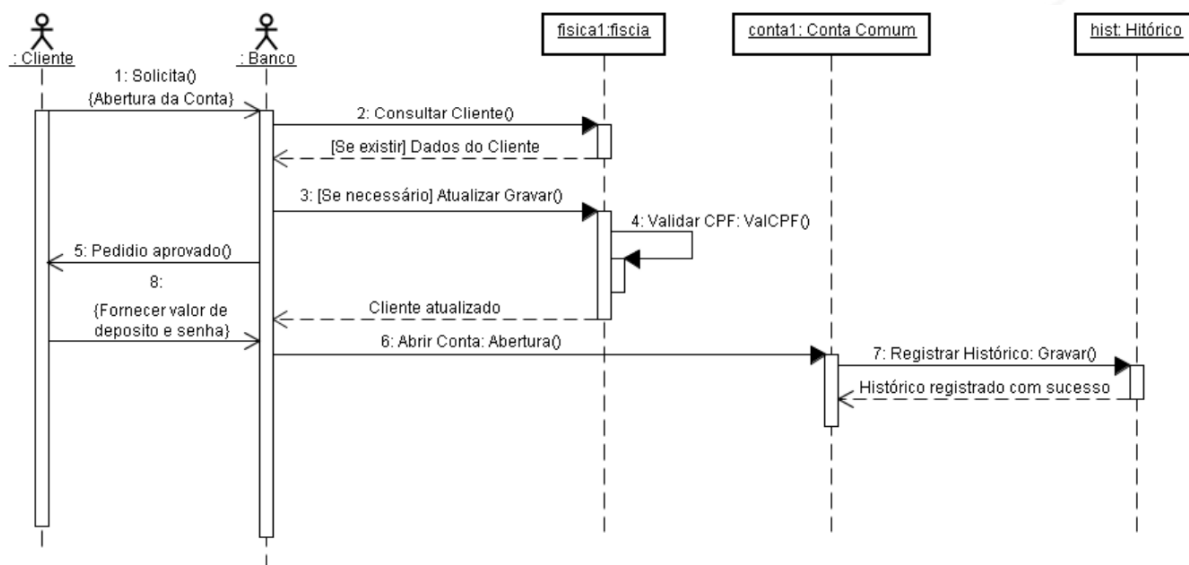 : Cliente
: Banco
fisica1:fiscia
conta1: Conta Comum
hist: Hitórico
1: Solicita()
{Abertura da Conta}
2: Consultar Cliente()
[Se existir] Dados do Cliente
3: [Se necessário] Atualizar Gravar()
4: Validar CPF: ValCPF()
5: Pedidio aprovado()
8:
{Fornecer valor de
deposito e senha}
Cliente atualizado
6: Abrir Conta: Abertura()
7: Registrar Histórico: Gravar()
Histórico registrado com sucesso